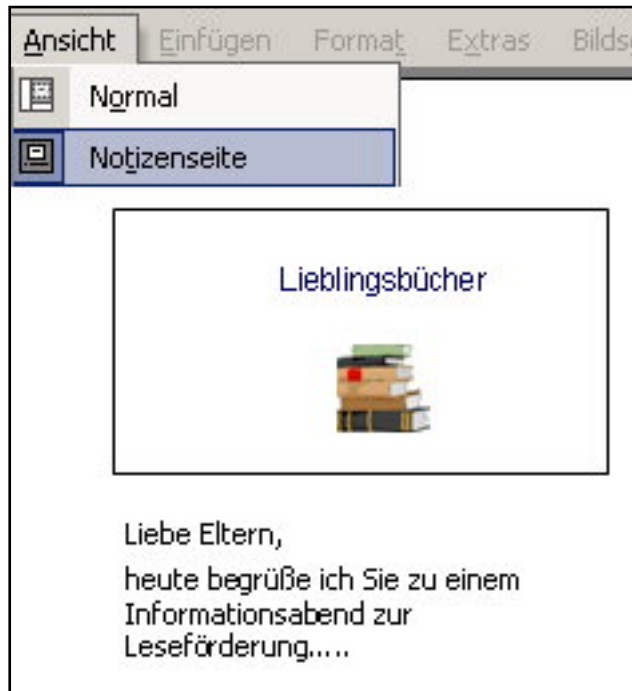 Ansicht Einfügen Format Extras
Normal
Notizenseite
Lieblingsbücher
Liebe Eltern,
heute begrüße ich Sie zu einem
Informationsabend zur
Leseförderung.....